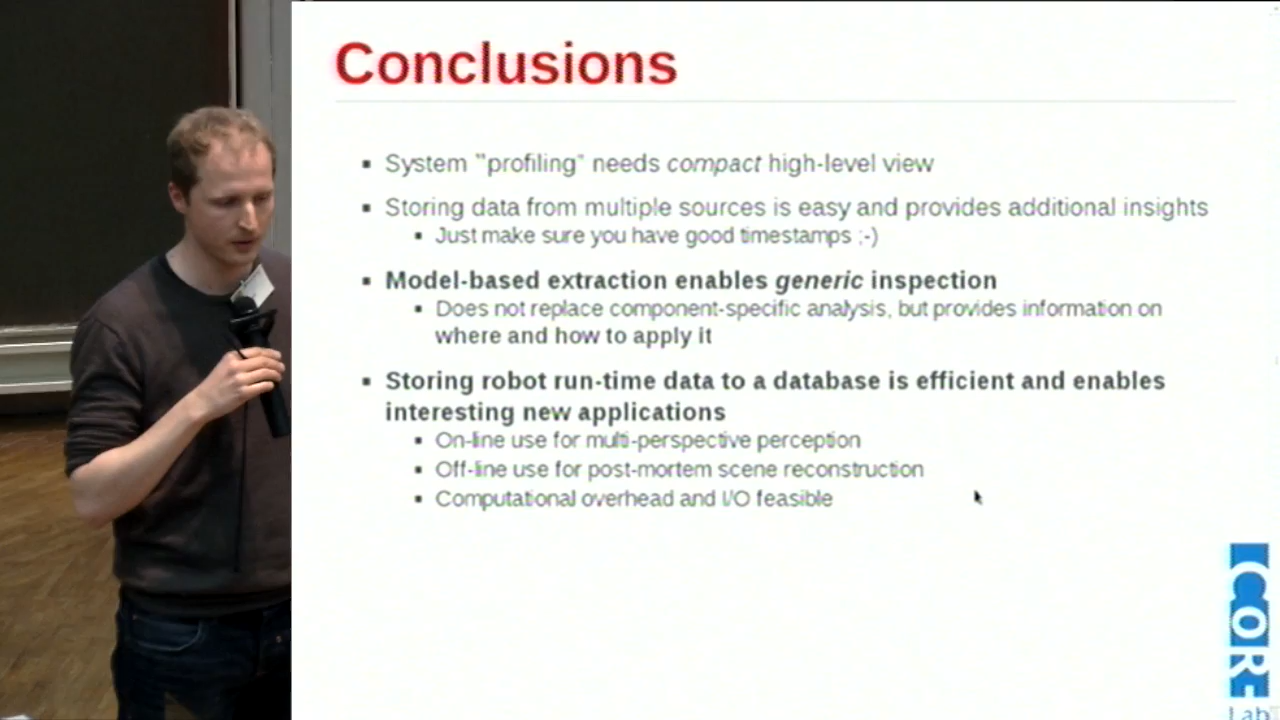 Conclusions
▪ System "profiling" needs compact high-level view
▪ Storing data from multiple sources is easy and provides additional insights
▪ Just make sure you have good timestamps ;-)
▪ Model-based extraction enables generic inspection
▪ Does not replace component-specific analysis, but provides information on
where and how to apply it
▪ Storing robot run-time data to a database is efficient and enables
interesting new applications
▪ On-line use for multi-perspective perception
▪ Off-line use for post-mortem scene reconstruction
▪ Computational overhead and I/O feasible
CORE
Lab